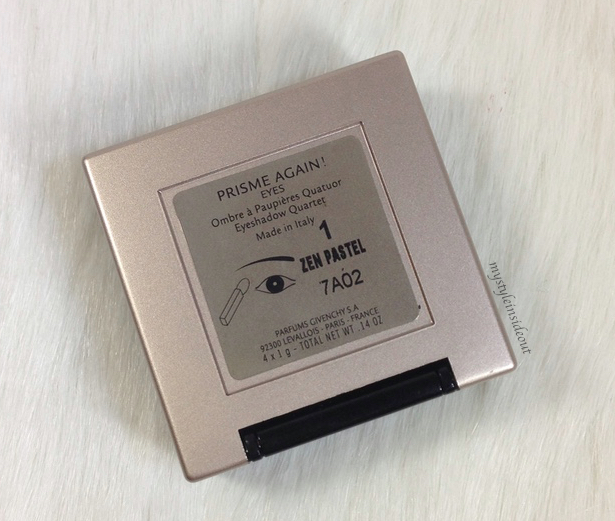 PRISME AGAIN!
EYES
Ombre à Paupières Quatuor
Eyeshadow Quartet
Made in Italy
1
ZEN PASTEL
7A02
PARFUMS GIVENCHY S A
92300 LEVALLOIS - PARIS - FRANCE
4 x 1 g - TOTAL NET WT. .14 OZ
mystyleinsideout